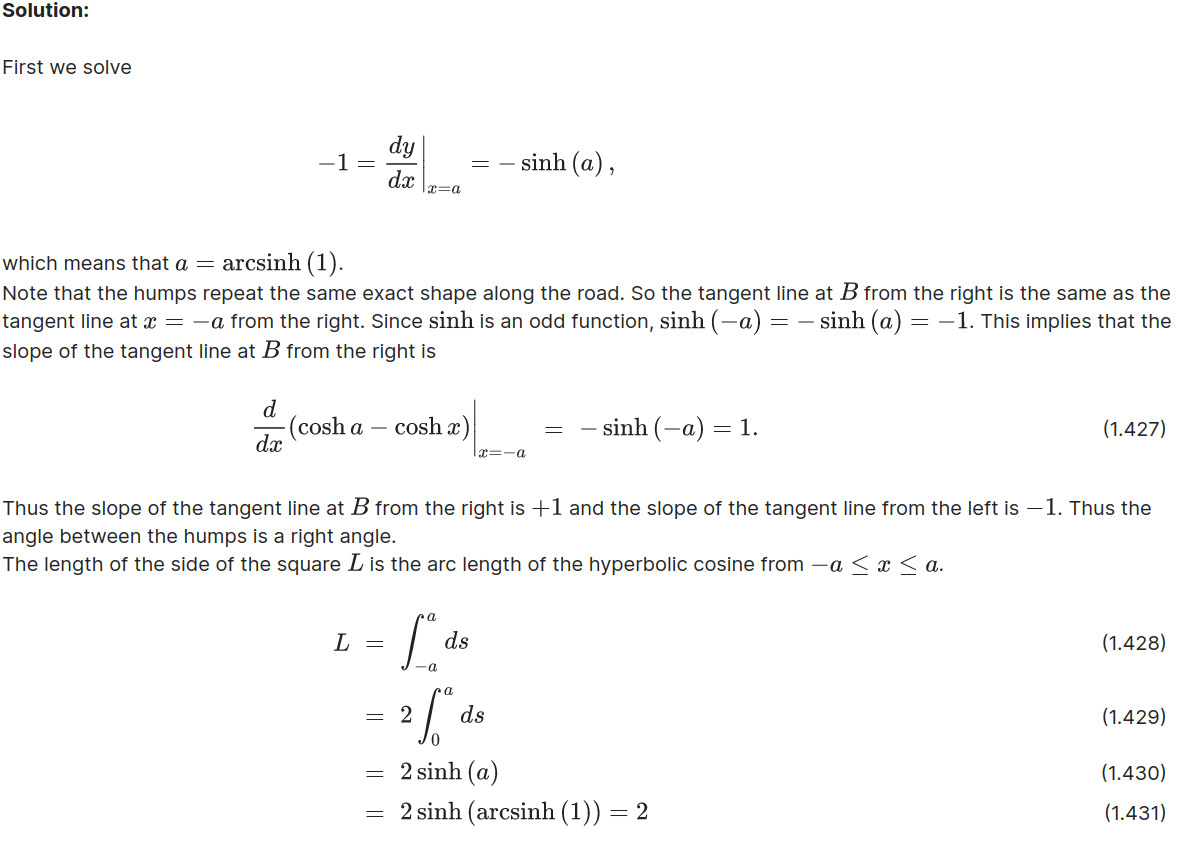 Solution:
First we solve
$-1 = \left.\dfrac{dy}{dx}\right|_{x=a} = -\sinh(a),$
which means that $a = \operatorname{arcsinh}(1)$.
Note that the humps repeat the same exact shape along the road. So the tangent line at $B$ from the right is the same as the
tangent line at $x = -a$ from the right. Since $\sinh$ is an odd function, $\sinh(-a) = -\sinh(a) = -1$. This implies that the
slope of the tangent line at $B$ from the right is
$\left.\dfrac{d}{dx}(\cosh a - \cosh x)\right|_{x=-a} = -\sinh(-a) = 1.$ (1.427)
Thus the slope of the tangent line at $B$ from the right is $+1$ and the slope of the tangent line from the left is $-1$. Thus the
angle between the humps is a right angle.
The length of the side of the square $L$ is the arc length of the hyperbolic cosine from $-a \leq x \leq a$.
$L = \int_{-a}^{a} ds$ (1.428)
$= 2\int_{0}^{a} ds$ (1.429)
$= 2\sinh(a)$ (1.430)
$= 2\sinh(\operatorname{arcsinh}(1)) = 2$ (1.431)